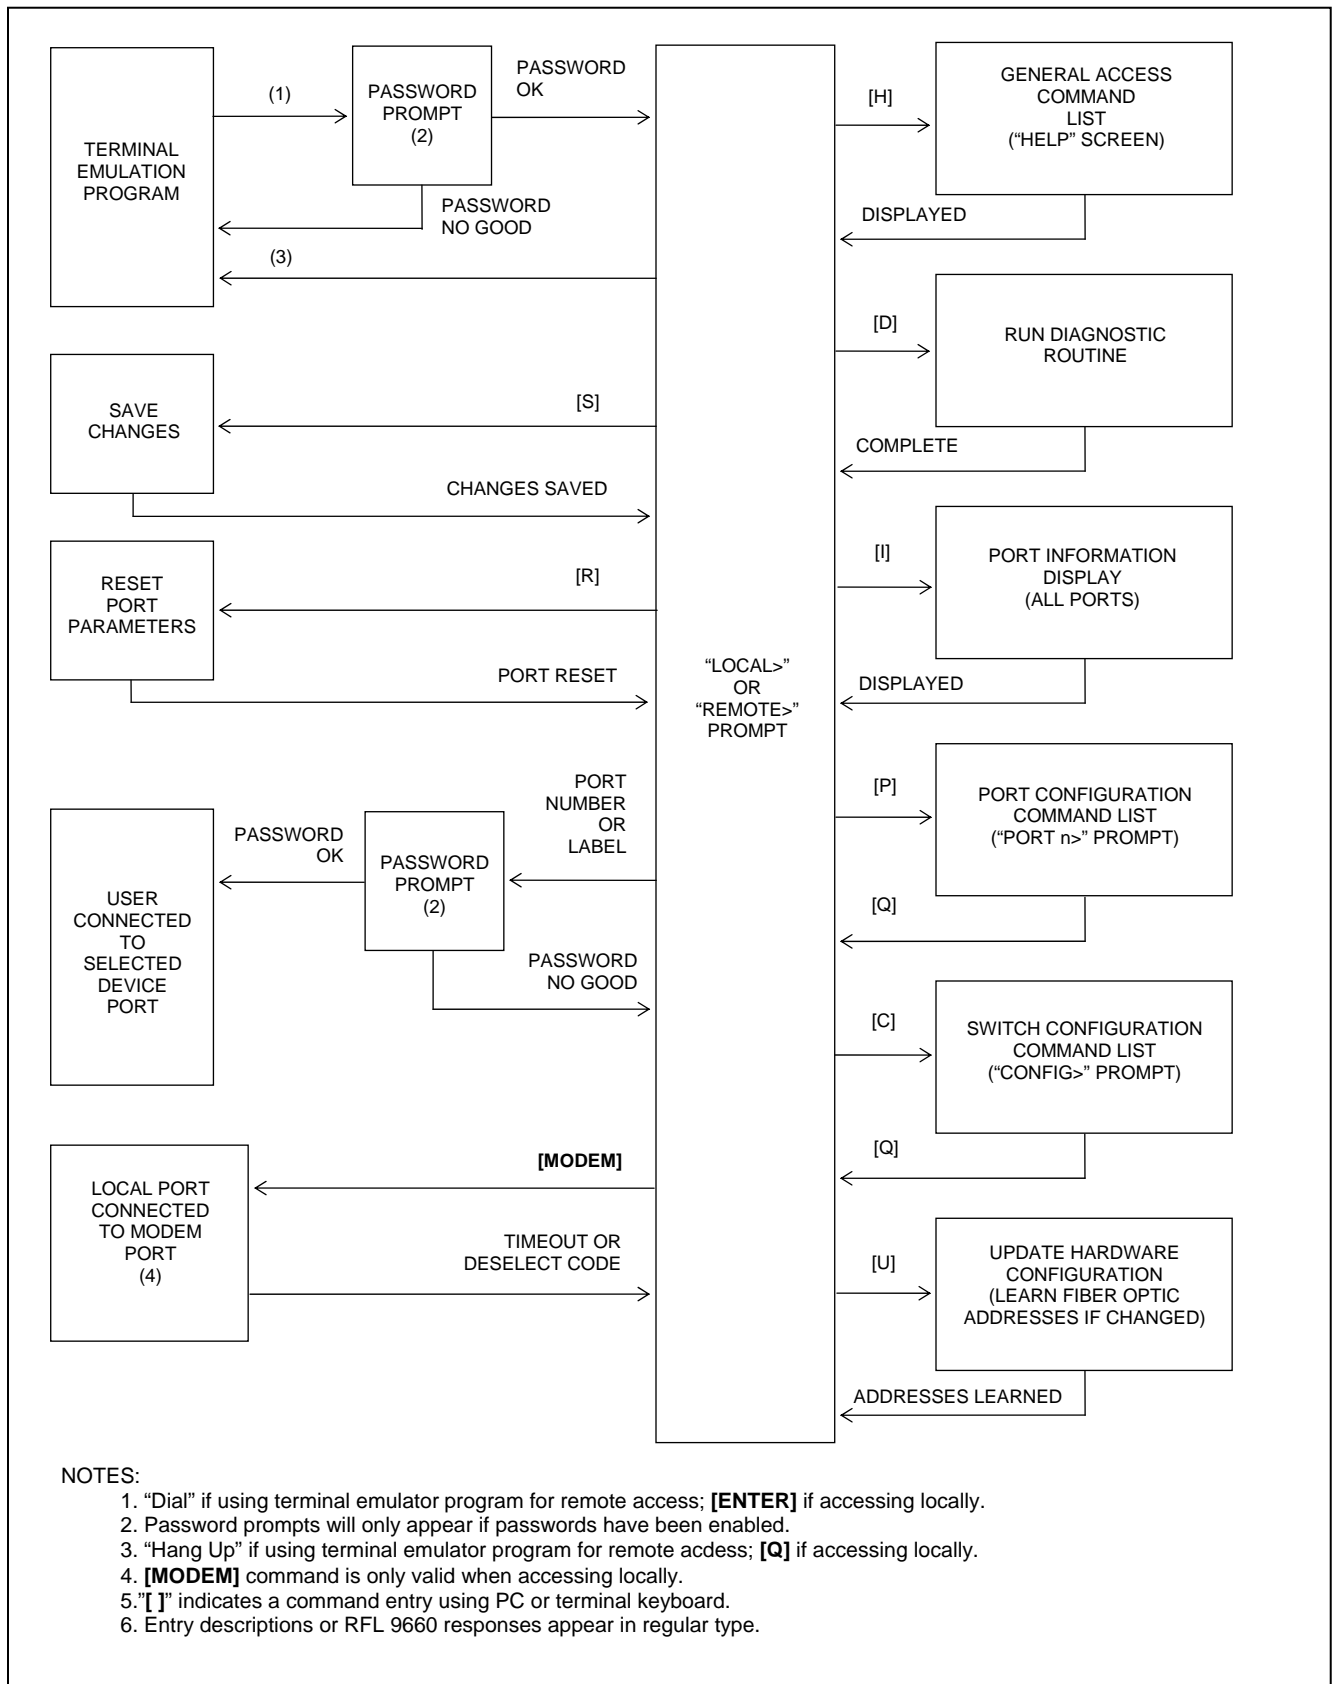 TERMINAL
EMULATION
PROGRAM
(1)
PASSWORD
PROMPT
(2)
PASSWORD
OK
PASSWORD
NO GOOD
(3)
[H]
GENERAL ACCESS
COMMAND
LIST
(“HELP” SCREEN)
DISPLAYED
[D]
RUN DIAGNOSTIC
ROUTINE
COMPLETE
SAVE
CHANGES
[S]
CHANGES SAVED
RESET
PORT
PARAMETERS
[R]
PORT RESET
[I]
PORT INFORMATION
DISPLAY
(ALL PORTS)
DISPLAYED
“LOCAL>”
OR
“REMOTE>”
PROMPT
USER
CONNECTED
TO
SELECTED
DEVICE
PORT
PASSWORD
OK
PASSWORD
PROMPT
(2)
PORT
NUMBER
OR
LABEL
PASSWORD
NO GOOD
[P]
PORT CONFIGURATION
COMMAND LIST
(“PORT n>” PROMPT)
[Q]
[C]
SWITCH CONFIGURATION
COMMAND LIST
(“CONFIG>” PROMPT)
[Q]
LOCAL PORT
CONNECTED
TO MODEM
PORT
(4)
[MODEM]
TIMEOUT OR
DESELECT CODE
[U]
UPDATE HARDWARE
CONFIGURATION
(LEARN FIBER OPTIC
ADDRESSES IF CHANGED)
ADDRESSES LEARNED
NOTES:
1. “Dial” if using terminal emulator program for remote access; [ENTER] if accessing locally.
2. Password prompts will only appear if passwords have been enabled.
3. “Hang Up” if using terminal emulator program for remote acdess; [Q] if accessing locally.
4. [MODEM] command is only valid when accessing locally.
5.”[ ]” indicates a command entry using PC or terminal keyboard.
6. Entry descriptions or RFL 9660 responses appear in regular type.